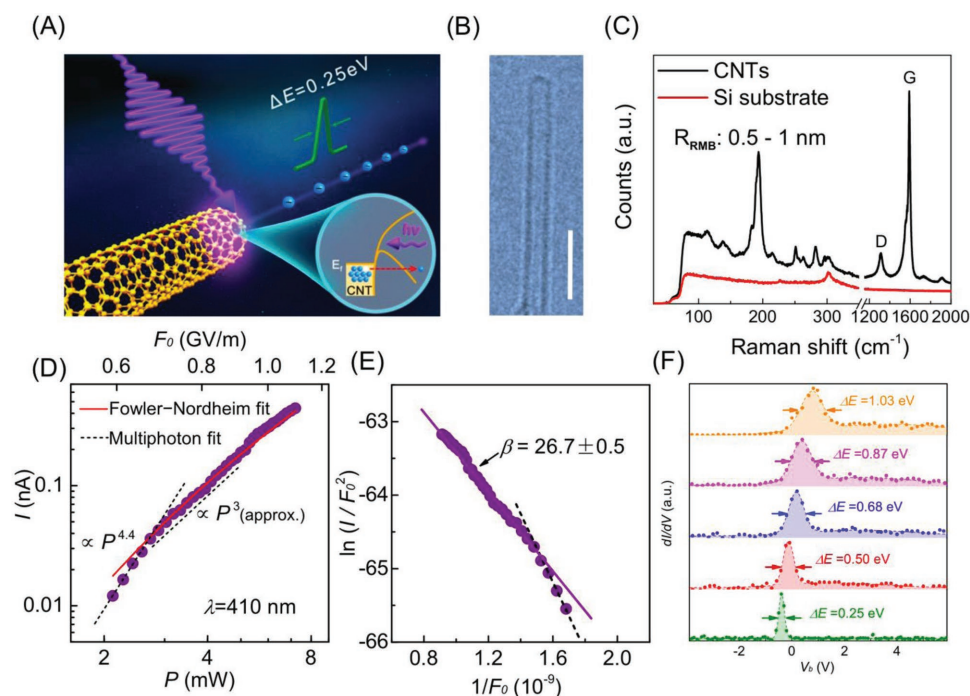 (A)
ΔE=0.25eV
hν
Ef
CNT
(B)
(C)
CNTs
Si substrate
R_RMB: 0.5 - 1 nm
G
D
Counts (a.u.)
100 200 300 1200 1600 2000
Raman shift (cm⁻¹)
(D)
F₀ (GV/m)
0.6 0.8 1.0 1.2
Fowler–Nordheim fit
Multiphoton fit
∝ P⁴·⁴
∝ P³(approx.)
λ=410 nm
I (nA)
0.1
0.01
2 4 8
P (mW)
(E)
β = 26.7±0.5
ln (I / F₀²)
-63
-64
-65
-66
0.8 1.2 1.6 2.0
1/F₀ (10⁻⁹)
(F)
ΔE =1.03 eV
ΔE =0.87 eV
ΔE =0.68 eV
ΔE =0.50 eV
ΔE =0.25 eV
dI/dV (a.u.)
-2 0 2 4
V_b (V)